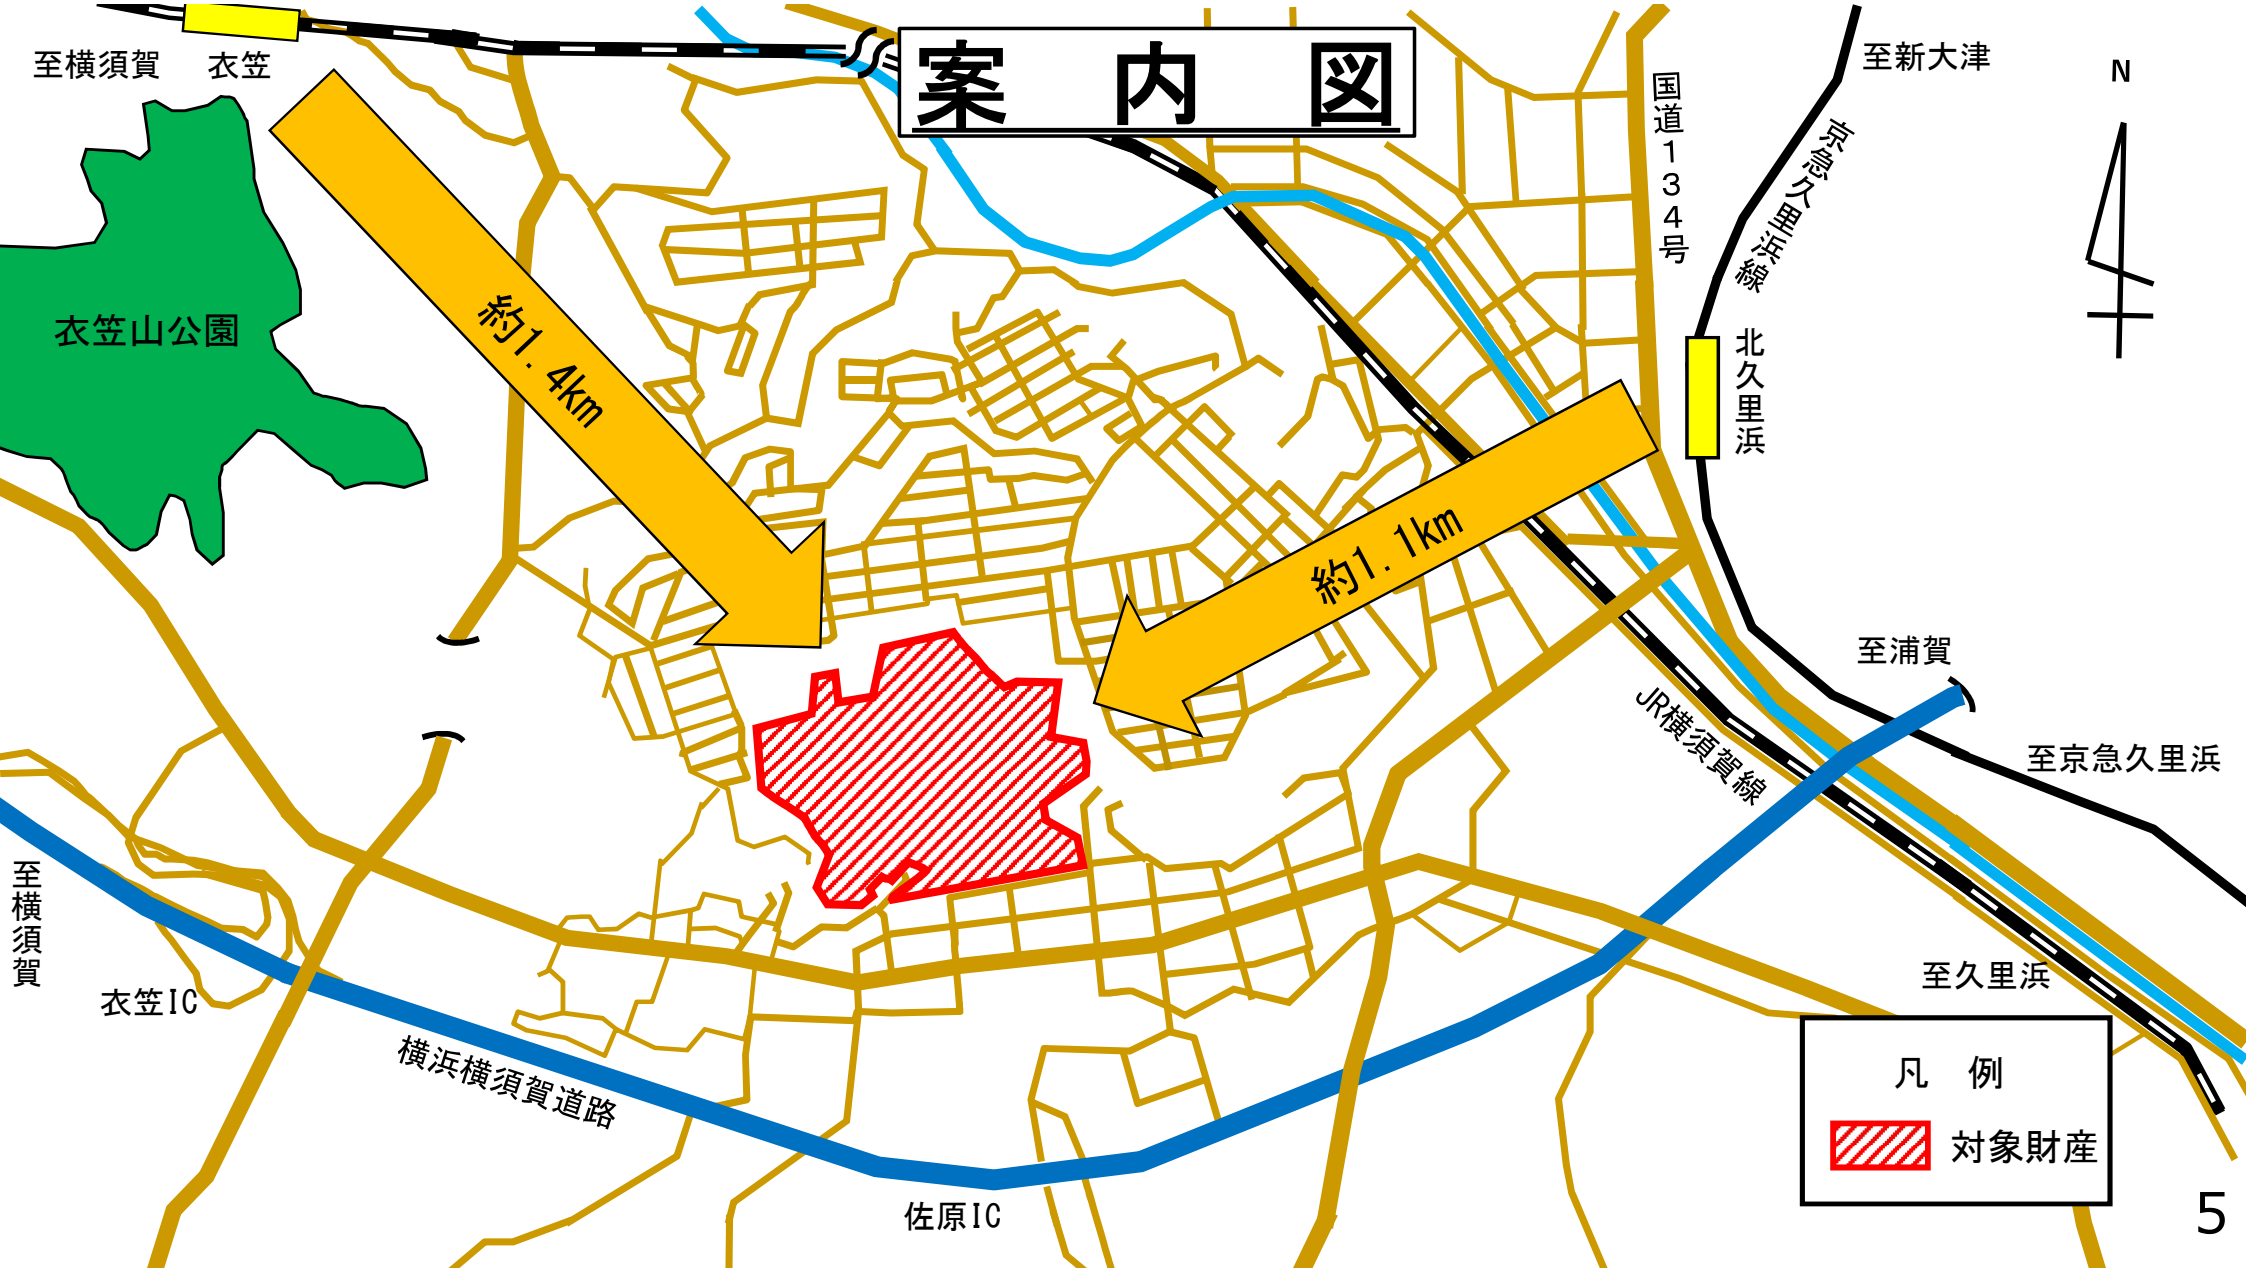 案内図
至横須賀
衣笠
至新大津
N
国道134号
京急久里浜線
北久里浜
衣笠山公園
約1.4km
約1.1km
至浦賀
JR横須賀線
至京急久里浜
至横須賀
衣笠IC
至久里浜
横浜横須賀道路
佐原IC
凡例
対象財産
5